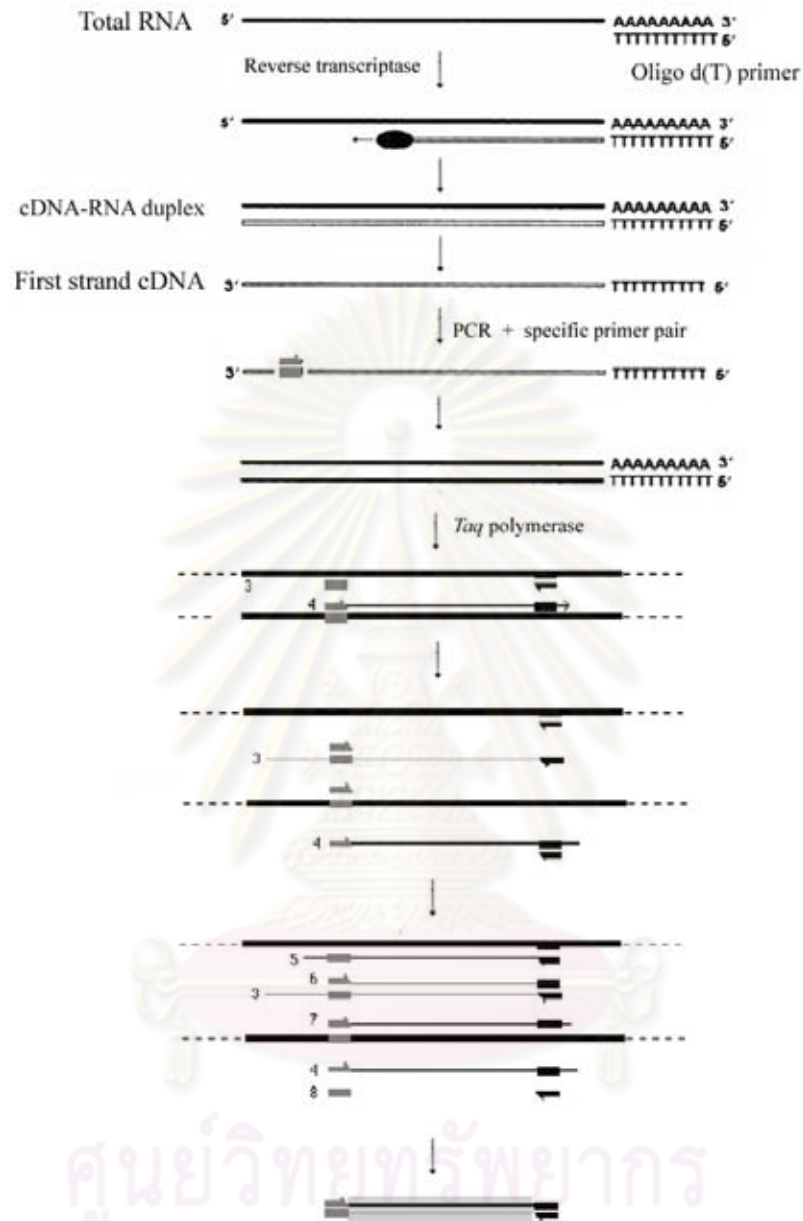 Total RNA 5' AAAAAAAAA 3'
TTTTTTTTTT 5'
Reverse transcriptase Oligo d(T) primer
5' AAAAAAAAA 3'
TTTTTTTTTT 5'
cDNA-RNA duplex AAAAAAAAA 3'
TTTTTTTTTT 5'
First strand cDNA 3' TTTTTTTTTT 5'
PCR + specific primer pair
3' TTTTTTTTTT 5'
AAAAAAAAA 3'
TTTTTTTTTT 5'
Taq polymerase
3
4
3
4
5
6
3
7
4
8
ศูนย์วิทยทรัพยากร